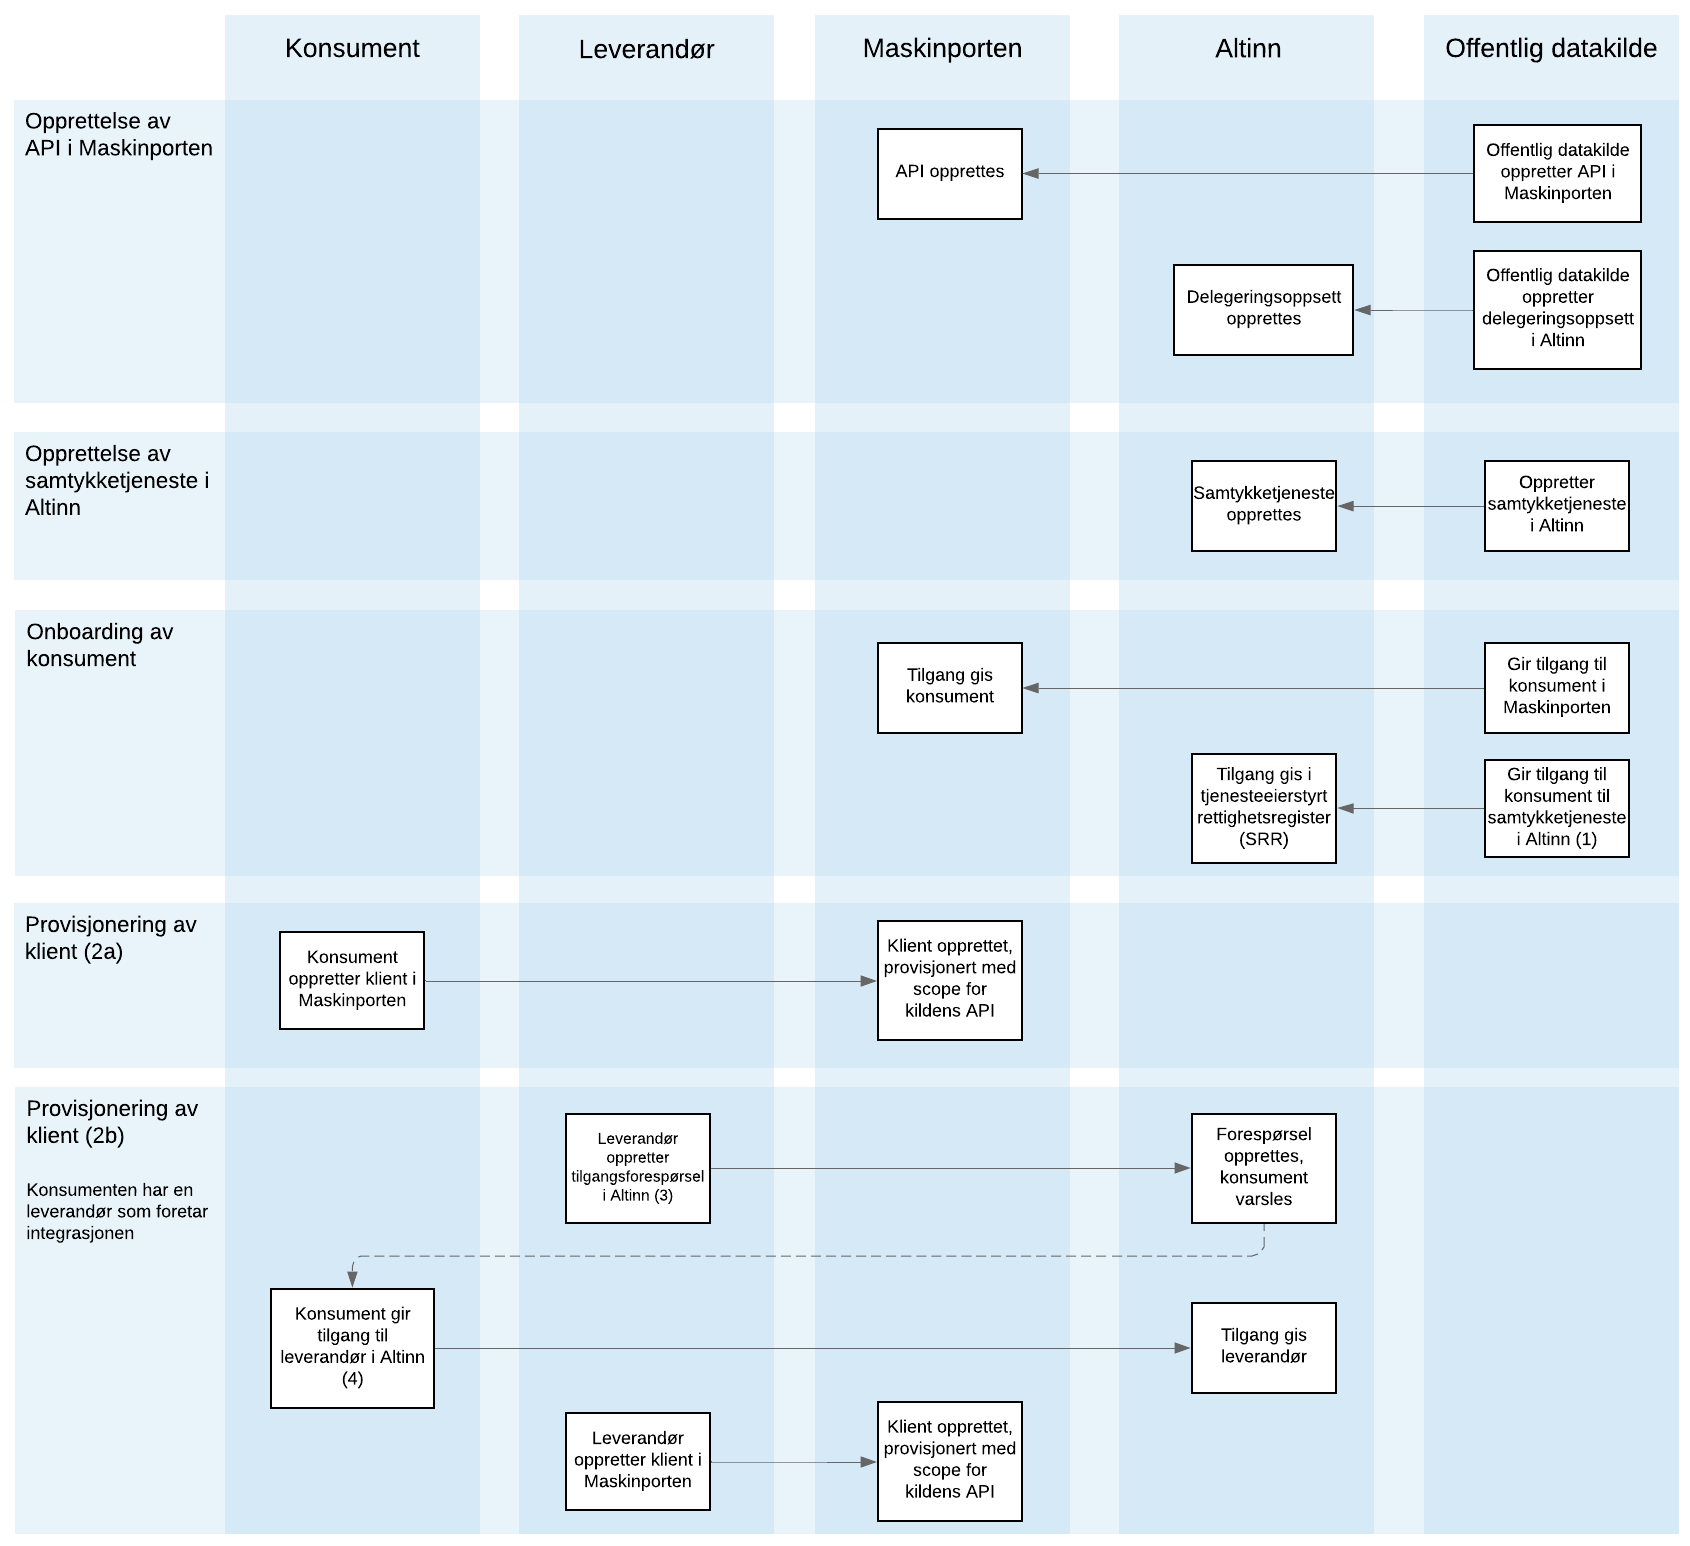 Konsument
Leverandør
Maskinporten
Altinn
Offentlig datakilde
Opprettelse av
API i Maskinporten
API opprettes
Offentlig datakilde
oppretter API i
Maskinporten
Delegeringsoppsett
opprettes
Offentlig datakilde
oppretter
delegeringsoppsett
i Altinn
Opprettelse av
samtykketjeneste i
Altinn
Samtykketjeneste
opprettes
Oppretter
samtykketjeneste
i Altinn
Onboarding av
konsument
Tilgang gis
konsument
Gir tilgang til
konsument i
Maskinporten
Tilgang gis i
tjenesteeierstyrt
rettighetsregister
(SRR)
Gir tilgang til
konsument til
samtykketjeneste
i Altinn (1)
Provisjonering av
klient (2a)
Konsument
oppretter klient i
Maskinporten
Klient opprettet,
provisjonert med
scope for
kildens API
Provisjonering av
klient (2b)
Konsumenten har en
leverandør som foretar
integrasjonen
Leverandør
oppretter
tilgangsforespørsel
i Altinn (3)
Forespørsel
opprettes,
konsument
varsles
Konsument gir
tilgang til
leverandør i Altinn
(4)
Tilgang gis
leverandør
Leverandør
oppretter klient i
Maskinporten
Klient opprettet,
provisjonert med
scope for
kildens API